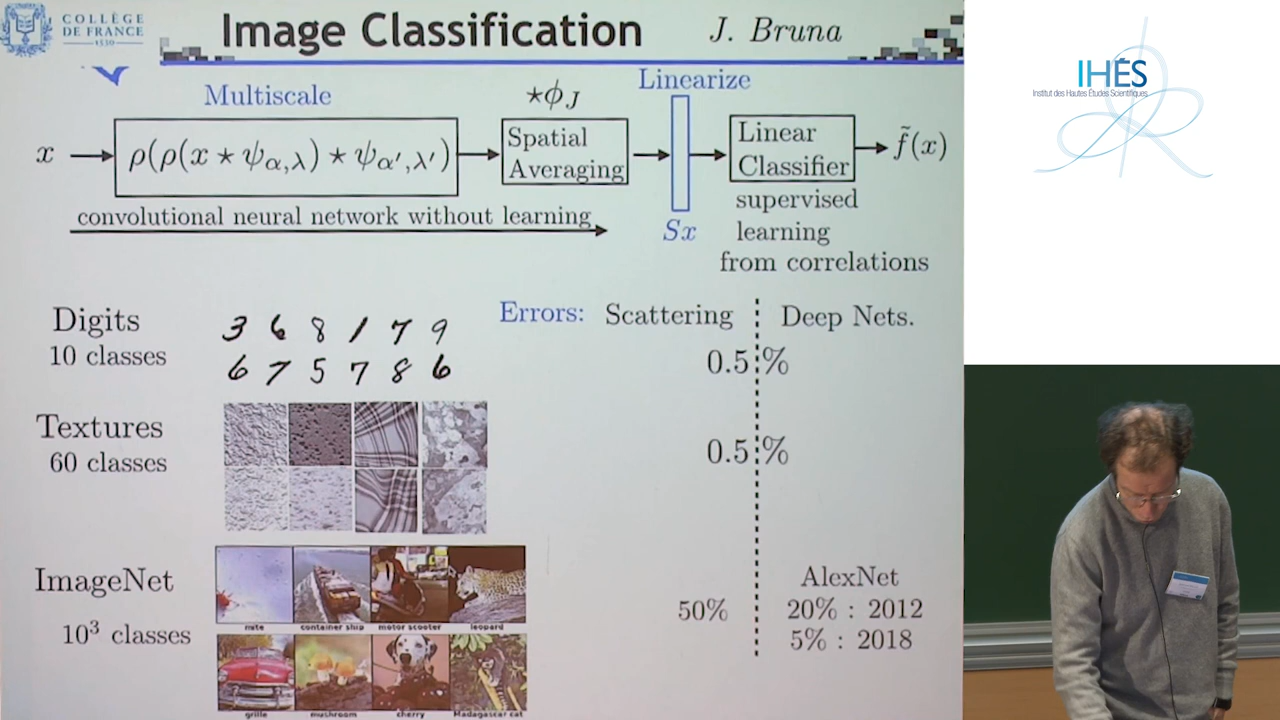 COLLÈGE
DE FRANCE
1530
Image Classification
J. Bruna
IHÉS
Institut des Hautes Études Scientifiques
Multiscale
⋆ϕ_J
Linearize
x
ρ(ρ(x ⋆ ψ_{α,λ}) ⋆ ψ_{α′,λ′})
Spatial
Averaging
Linear
Classifier
f̃(x)
convolutional neural network without learning
Sx
supervised
learning
from correlations
Digits
10 classes
3 6 8 1 7 9
6 7 5 7 8 6
Errors:
Scattering
Deep Nets.
0.5 %
Textures
60 classes
0.5 %
ImageNet
10³ classes
mite
container ship
motor scooter
leopard
grille
mushroom
cherry
Madagascar cat
50%
AlexNet
20% : 2012
5% : 2018